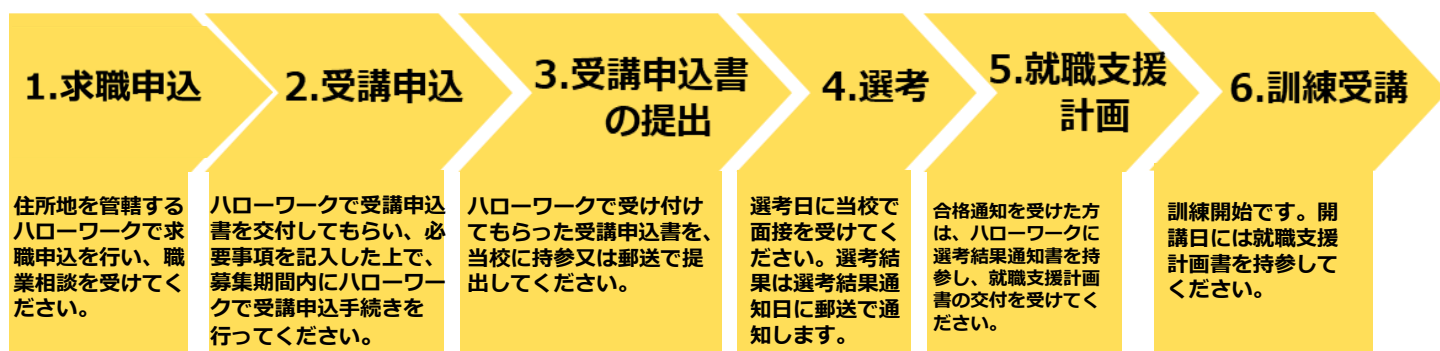 1.求職申込
住所地を管轄する
ハローワークで求
職申込を行い、職
業相談を受けてく
ださい。
2.受講申込
ハローワークで受講申込
書を交付してもらい、必
要事項を記入した上で、
募集期間内にハローワー
クで受講申込手続きを
行ってください。
3.受講申込書
の提出
ハローワークで受け付け
てもらった受講申込書を、
当校に持参又は郵送で提
出してください。
4.選考
選考日に当校で
面接を受けてく
ださい。選考結
果は選考結果通
知日に郵送で通
知します。
5.就職支援
計画
合格通知を受けた方
は、ハローワークに
選考結果通知書を持
参し、就職支援計画
書の交付を受けてく
ださい。
6.訓練受講
訓練開始です。開
講日には就職支援
計画書を持参して
ください。